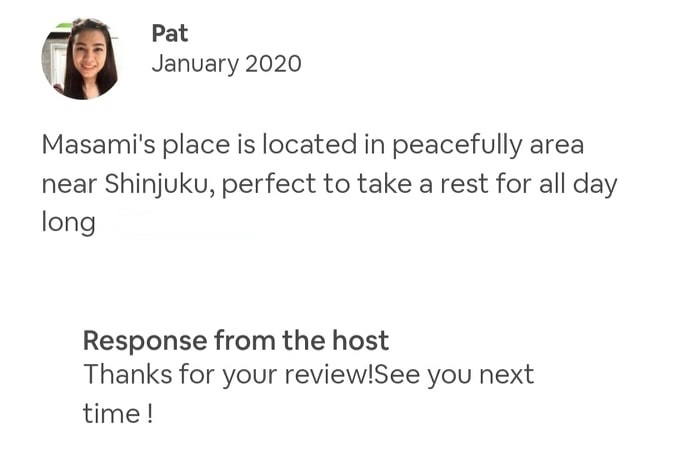 Pat
January 2020
Masami's place is located in peacefully area
near Shinjuku, perfect to take a rest for all day
long
Response from the host
Thanks for your review!See you next
time !